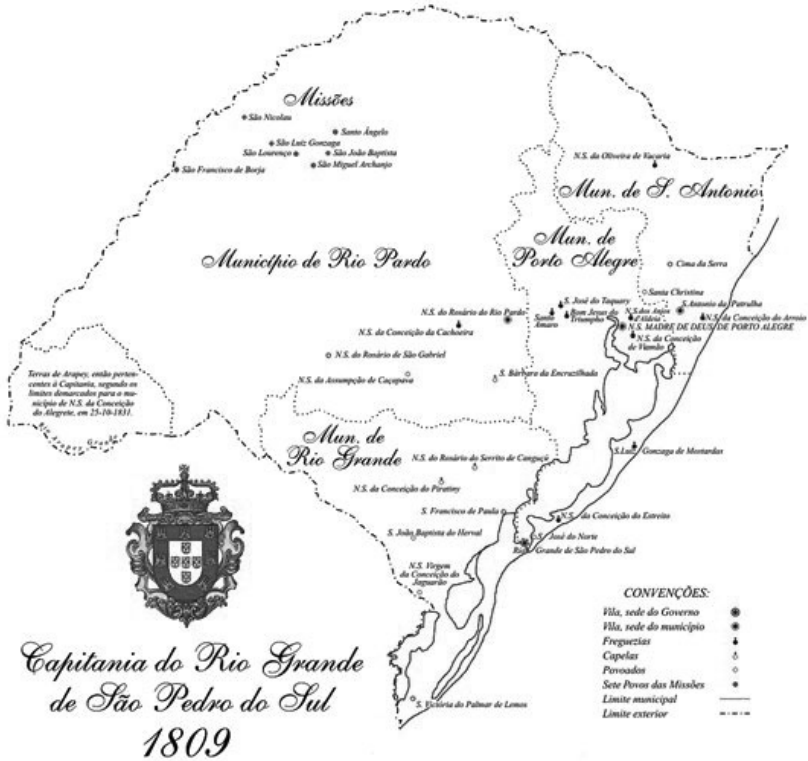 Missões
São Nicolau
Santo Ângelo
São Luiz Gonzaga
São Lourenço
São João Baptista
São Miguel Archanjo
São Francisco de Borja
N.S. da Oliveira de Vacaria
Mun. de S. Antonio
Mun. de
Porto Alegre
Município de Rio Pardo
Cima da Serra
Santa Christina
S. José do Taquary
N.S. do Rosário do Rio Pardo
Santo
Amaro
Bom Jesus do
Triumpho
N.S. dos Anjos
d'Aldeia
S. Antonio da Patrulha
N.S. da Conceição do Arroio
N.S. MADRE DE DEUS, DE PORTO ALEGRE
N.S. da Conceição
de Viamão
N.S. da Conceição da Cachoeira
N.S. do Rosário de São Gabriel
N.S. da Assumpção de Caçapava
S. Bárbara da Encruzilhada
Terras de Arapey, então perten-
centes à Capitania, segundo os
limites demarcados para o mu-
nicípio de N.S. da Conceição
do Alegrete, em 25-10-1831.
Mun. de
Rio Grande
N.S. do Rosário do Serrito de Canguçú
N.S. da Conceição do Piratiny
S. Luiz Gonzaga de Mostardas
S. Francisco de Paula
N.S. da Conceição do Estreito
S. João Baptista do Herval
S. José do Norte
Rio Grande de São Pedro do Sul
N.S. Virgem
da Conceição do
Jaguarão
S. Victória do Palmar de Lemos
Capitania do Rio Grande
de São Pedro do Sul
1809
CONVENÇÕES:
Vila, sede do Governo
Vila, sede do município
Freguezias
Capelas
Povoados
Sete Povos das Missões
Limite municipal
Limite exterior